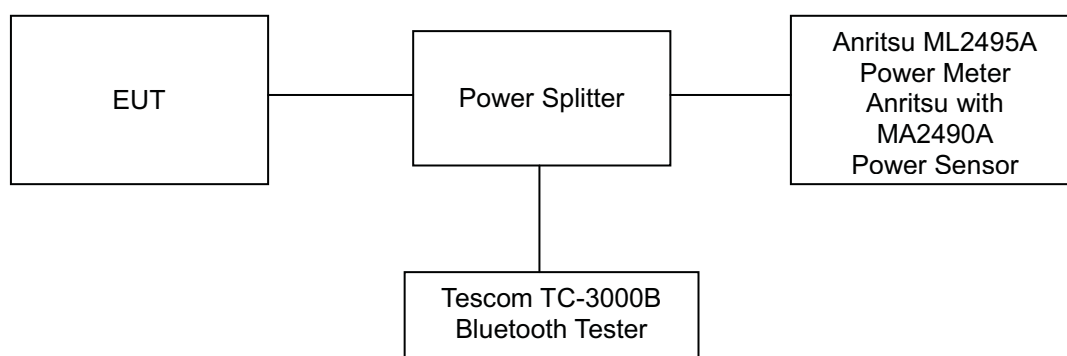 EUT
Power Splitter
Anritsu ML2495A
Power Meter
Anritsu with
MA2490A
Power Sensor
Tescom TC-3000B
Bluetooth Tester